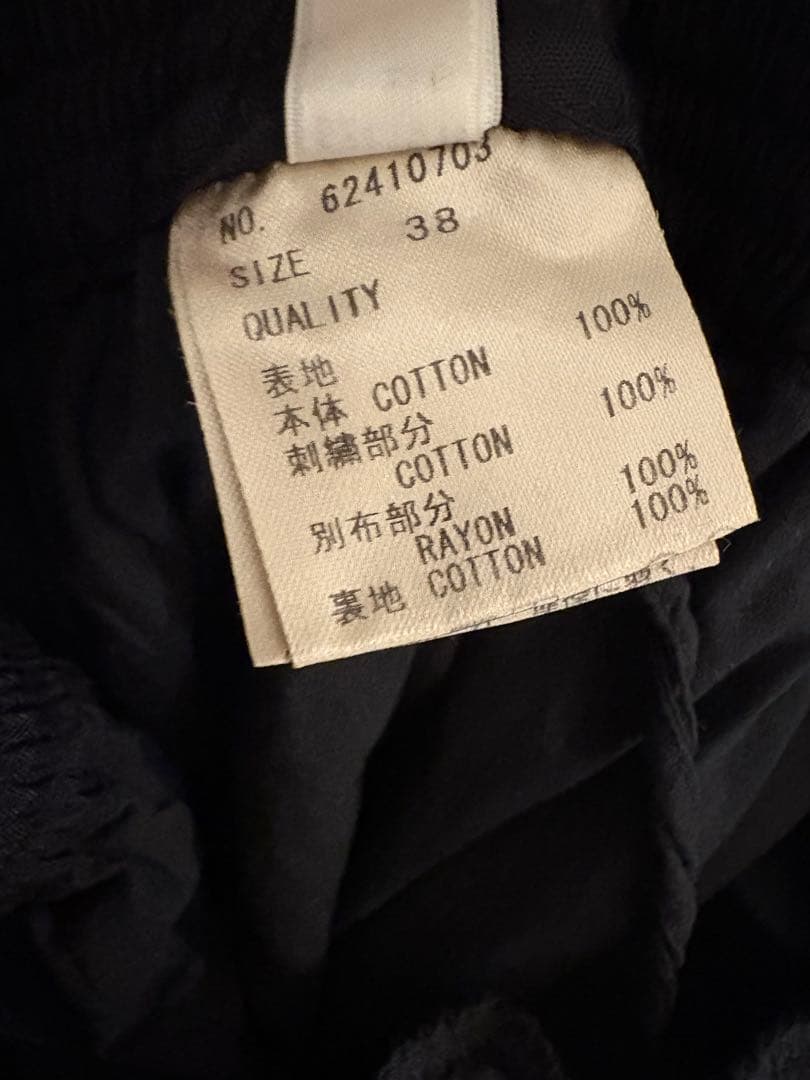 NO. 62410703
SIZE 38
QUALITY
表地
本体 COTTON 100%
刺繍部分
COTTON 100%
別布部分
RAYON 100%
裏地 COTTON 100%